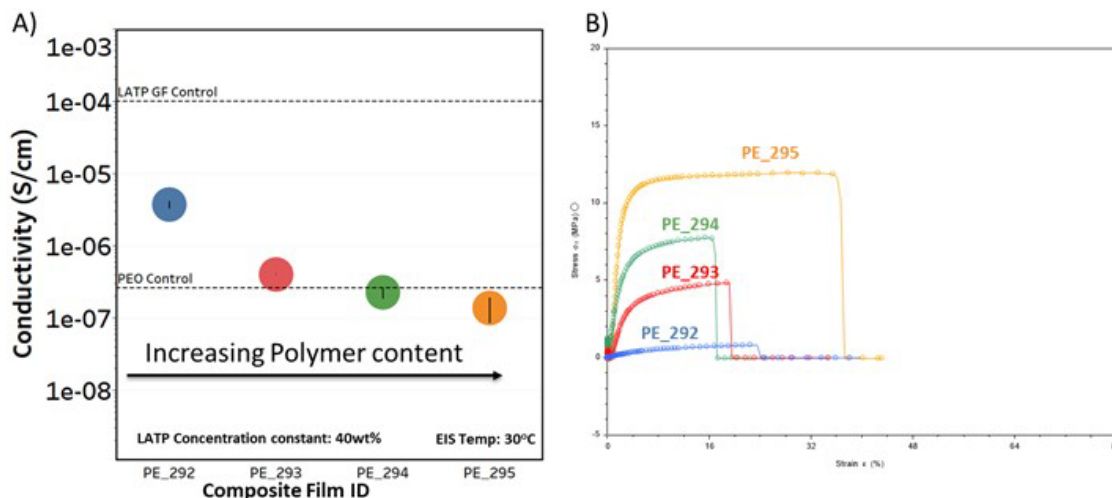 A)
1e-03
LATP GF Control
1e-04
1e-05
1e-06
PEO Control
1e-07
Increasing Polymer content
1e-08
LATP Concentration constant: 40wt% EIS Temp: 30°C
PE_292 PE_293 PE_294 PE_295
Composite Film ID
Conductivity (S/cm)
B)
20
15
10
5
0
-5
PE_295
PE_294
PE_293
PE_292
0 16 32 48 64
Strain ε (%)